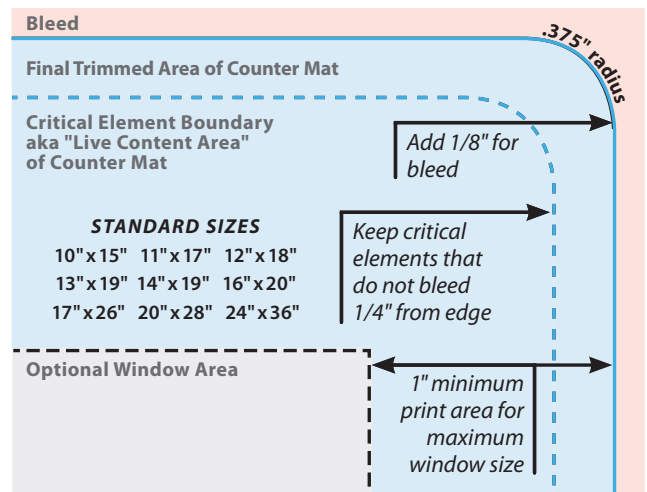 Bleed
.375" radius
Final Trimmed Area of Counter Mat
Critical Element Boundary
aka "Live Content Area"
of Counter Mat
Add 1/8" for
bleed
STANDARD SIZES
10"x15" 11"x17" 12"x18"
13"x19" 14"x19" 16"x20"
17"x26" 20"x28" 24"x36"
Keep critical
elements that
do not bleed
1/4" from edge
Optional Window Area
1" minimum
print area for
maximum
window size